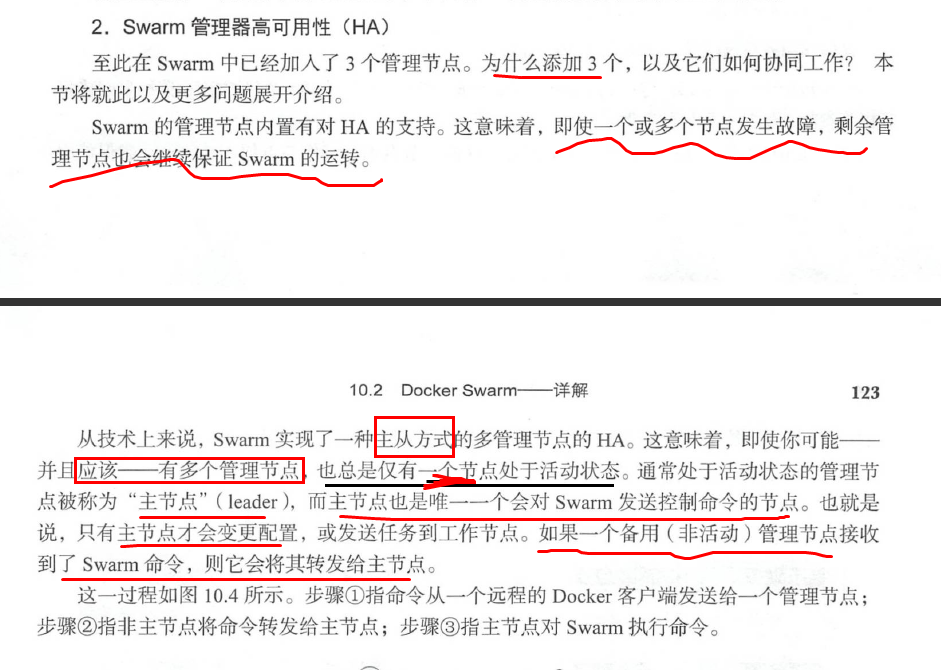 2．Swarm 管理器高可用性（HA）
至此在 Swarm 中已经加入了 3 个管理节点。为什么添加 3 个，以及它们如何协同工作？ 本
节将就此以及更多问题展开介绍。
Swarm 的管理节点内置有对 HA 的支持。这意味着，即使一个或多个节点发生故障，剩余管
理节点也会继续保证 Swarm 的运转。
10.2 Docker Swarm——详解 123
从技术上来说，Swarm 实现了一种主从方式的多管理节点的 HA。这意味着，即使你可能——
并且应该——有多个管理节点，也总是仅有一个节点处于活动状态。通常处于活动状态的管理节
点被称为“主节点”（leader），而主节点也是唯一一个会对 Swarm 发送控制命令的节点。也就是
说，只有主节点才会变更配置，或发送任务到工作节点。如果一个备用（非活动）管理节点接收
到了 Swarm 命令，则它会将其转发给主节点。
这一过程如图 10.4 所示。步骤①指命令从一个远程的 Docker 客户端发送给一个管理节点；
步骤②指非主节点将命令转发给主节点；步骤③指主节点对 Swarm 执行命令。